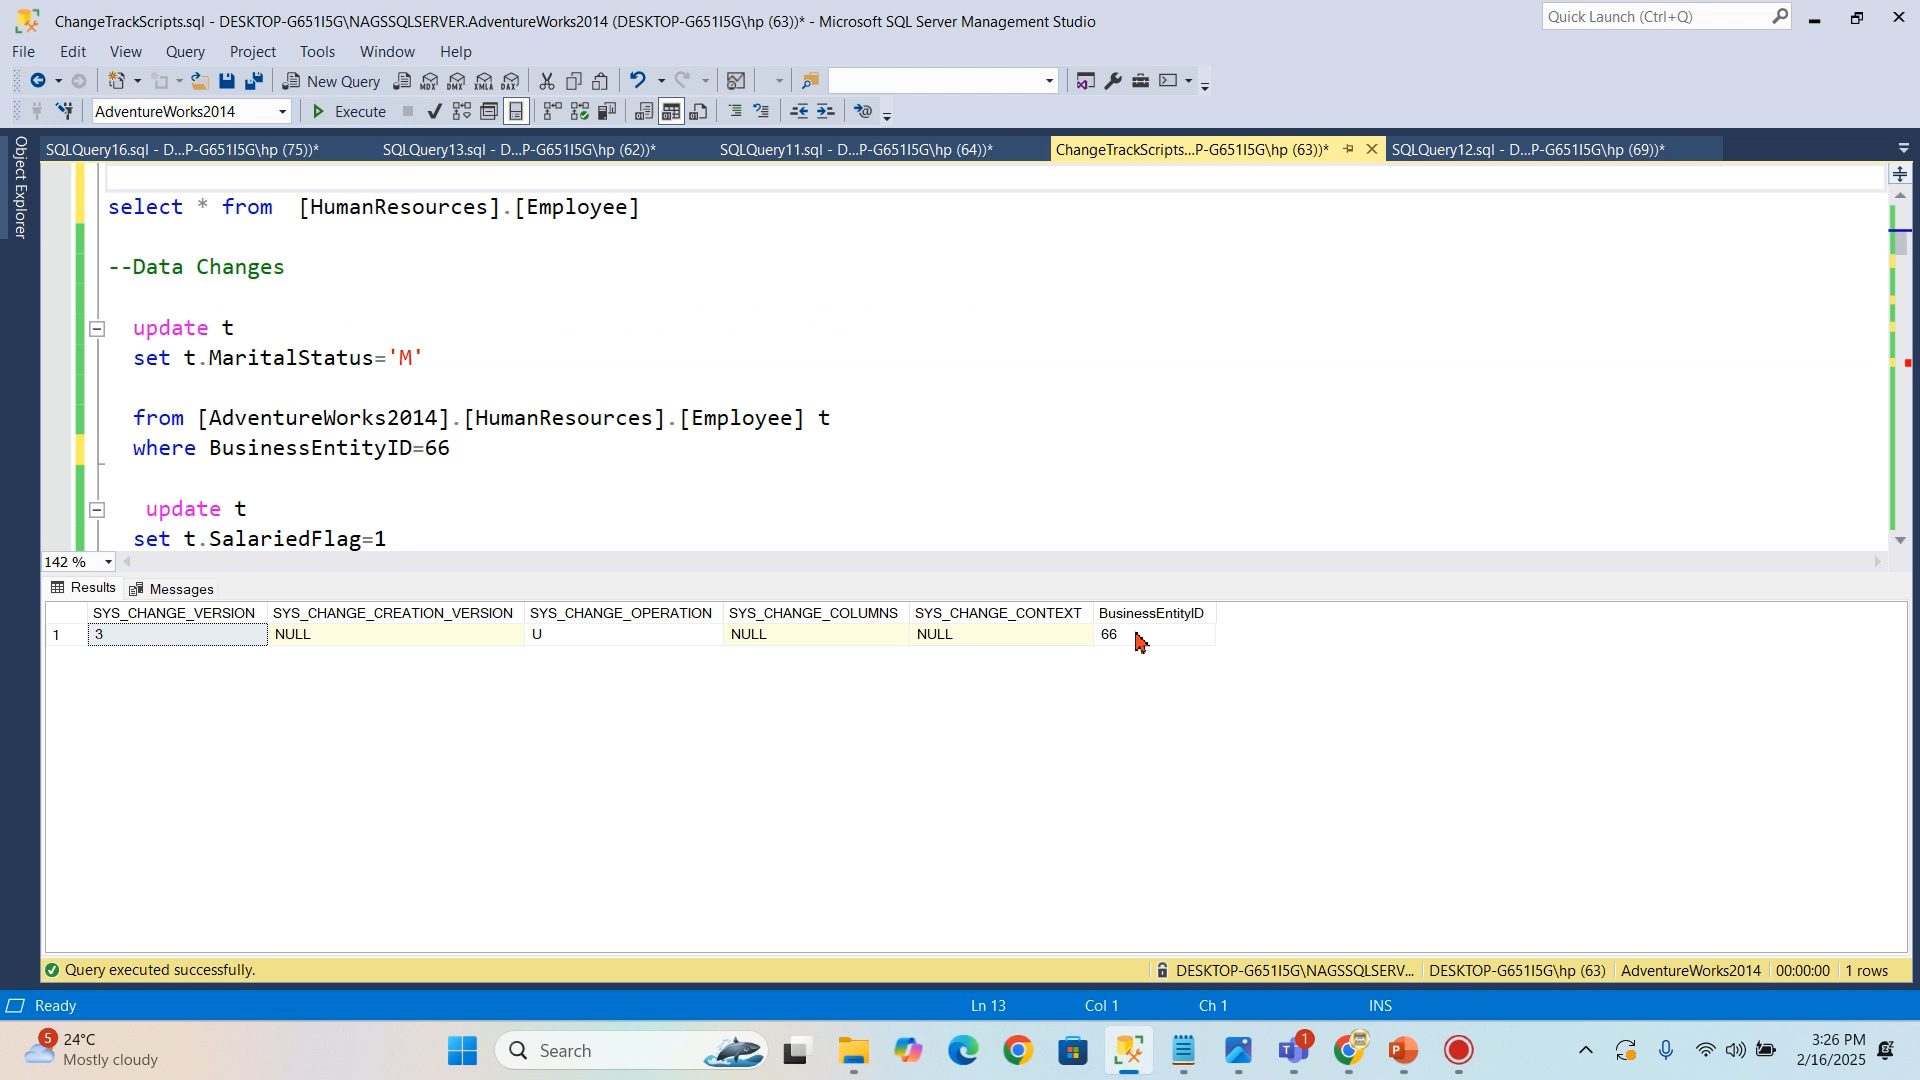 ChangeTrackScripts.sql - DESKTOP-G651I5G\NAGSSQLSERVER.AdventureWorks2014 (DESKTOP-G651I5G\hp (63))* - Microsoft SQL Server Management Studio
Quick Launch (Ctrl+Q)
File Edit View Query Project Tools Window Help
New Query MDX DMX XMLA DAX
AdventureWorks2014 Execute
Object Explorer
SQLQuery16.sql - D...P-G651I5G\hp (75))* SQLQuery13.sql - D...P-G651I5G\hp (62))* SQLQuery11.sql - D...P-G651I5G\hp (64))* ChangeTrackScripts...P-G651I5G\hp (63))* SQLQuery12.sql - D...P-G651I5G\hp (69))*
select * from [HumanResources].[Employee]
--Data Changes
update t
set t.MaritalStatus='M'
from [AdventureWorks2014].[HumanResources].[Employee] t
where BusinessEntityID=66
update t
set t.SalariedFlag=1
142 %
Results Messages
SYS_CHANGE_VERSION SYS_CHANGE_CREATION_VERSION SYS_CHANGE_OPERATION SYS_CHANGE_COLUMNS SYS_CHANGE_CONTEXT BusinessEntityID
1 3 NULL U NULL NULL 66
Query executed successfully. DESKTOP-G651I5G\NAGSSQLSERV... DESKTOP-G651I5G\hp (63) AdventureWorks2014 00:00:00 1 rows
Ready Ln 13 Col 1 Ch 1 INS
5 24°C
Mostly cloudy
Search
1
3:26 PM
2/16/2025